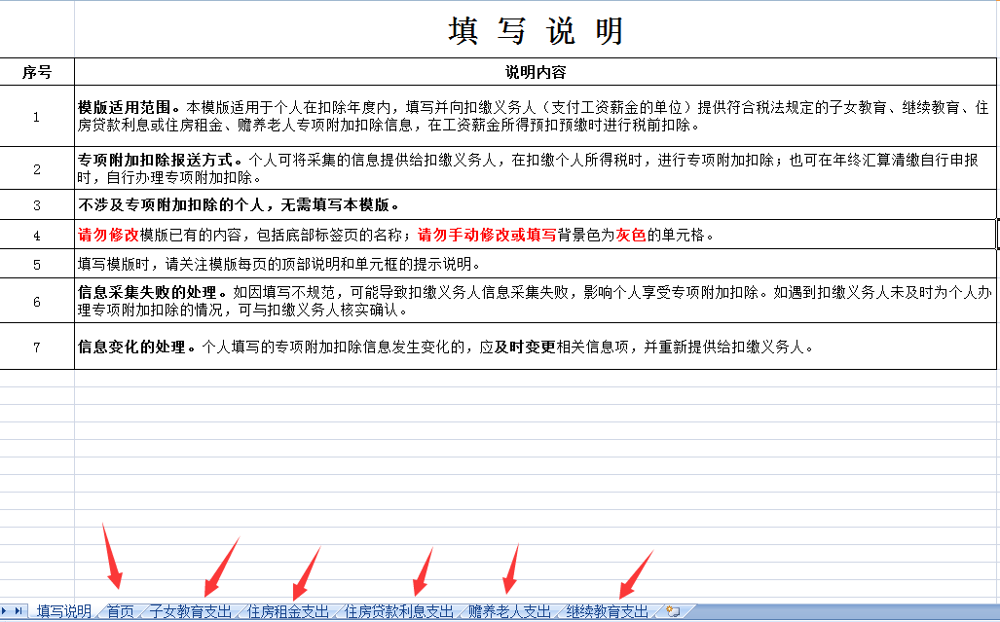 填 写 说 明
序号 说明内容
1 模版适用范围。本模版适用于个人在扣除年度内，填写并向扣缴义务人（支付工资薪金的单位）提供符合税法规定的子女教育、继续教育、住
房贷款利息或住房租金、赡养老人专项附加扣除信息，在工资薪金所得预扣预缴时进行税前扣除。
2 专项附加扣除报送方式。个人可将采集的信息提供给扣缴义务人，在扣缴个人所得税时，进行专项附加扣除；也可在年终汇算清缴自行申报
时，自行办理专项附加扣除。
3 不涉及专项附加扣除的个人，无需填写本模版。
4 请勿修改模版已有的内容，包括底部标签页的名称；请勿手动修改或填写背景色为灰色的单元格。
5 填写模版时，请关注模版每页的顶部说明和单元框的提示说明。
6 信息采集失败的处理。如因填写不规范，可能导致扣缴义务人信息采集失败，影响个人享受专项附加扣除。如遇到扣缴义务人未及时为个人办
理专项附加扣除的情况，可与扣缴义务人核实确认。
7 信息变化的处理。个人填写的专项附加扣除信息发生变化的，应及时变更相关信息项，并重新提供给扣缴义务人。
填写说明 首页 子女教育支出 住房租金支出 住房贷款利息支出 赡养老人支出 继续教育支出